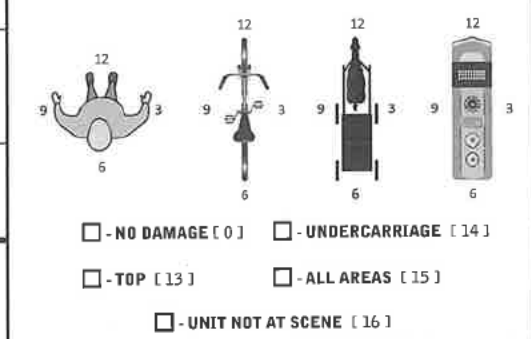 12 12 12 12
9 3 9 3 9 3 9 3
6 6 6 6
- NO DAMAGE [ 0 ] - UNDERCARRIAGE [ 14 ]
- TOP [ 13 ] - ALL AREAS [ 15 ]
- UNIT NOT AT SCENE [ 16 ]